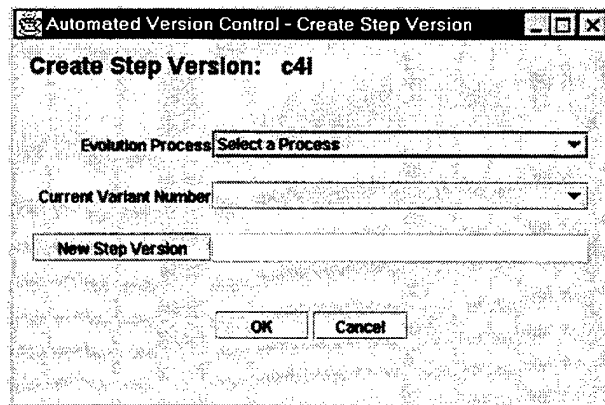 Automated Version Control - Create Step Version
Create Step Version: c4i
Evolution Process Select a Process
Current Variant Number
New Step Version
OK Cancel